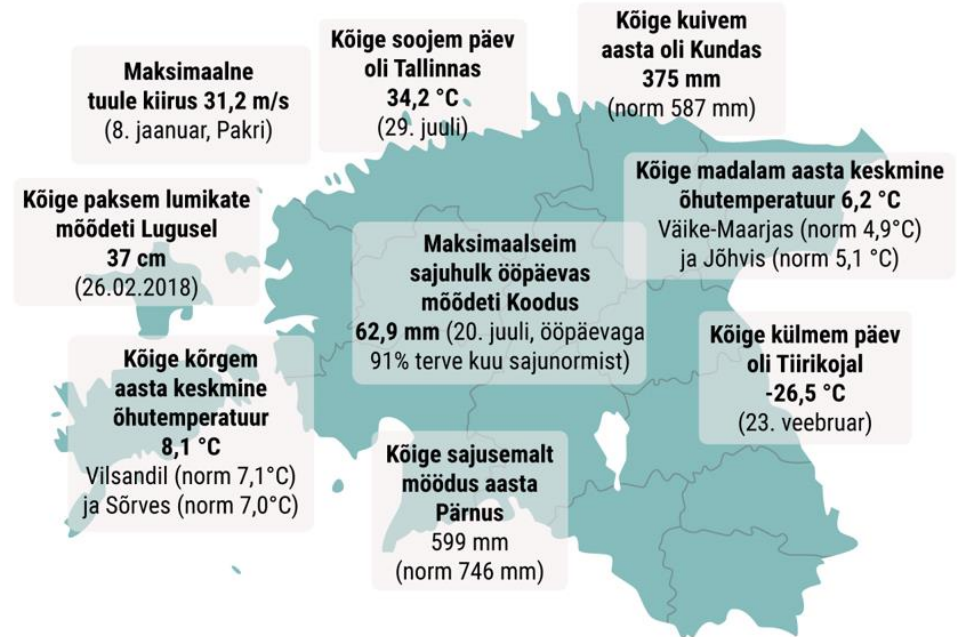 Maksimaalne
tuule kiirus 31,2 m/s
(8. jaanuar, Pakri)
Kõige soojem päev
oli Tallinnas
34,2 °C
(29. juuli)
Kõige kuivem
aasta oli Kundas
375 mm
(norm 587 mm)
Kõige paksem lumikate
mõõdeti Lugusel
37 cm
(26.02.2018)
Maksimaalseim
sajuhulk ööpäevas
mõõdeti Koodus
62,9 mm (20. juuli, ööpäevaga
91% terve kuu sajunormist)
Kõige madalam aasta keskmine
õhutemperatuur 6,2 °C
Väike-Maarjas (norm 4,9°C)
ja Jõhvis (norm 5,1 °C)
Kõige kõrgem
aasta keskmine
õhutemperatuur
8,1 °C
Vilsandil (norm 7,1°C)
ja Sõrves (norm 7,0°C)
Kõige sajusemalt
möödus aasta
Pärnus
599 mm
(norm 746 mm)
Kõige külmem päev
oli Tiirikojal
-26,5 °C
(23. veebruar)